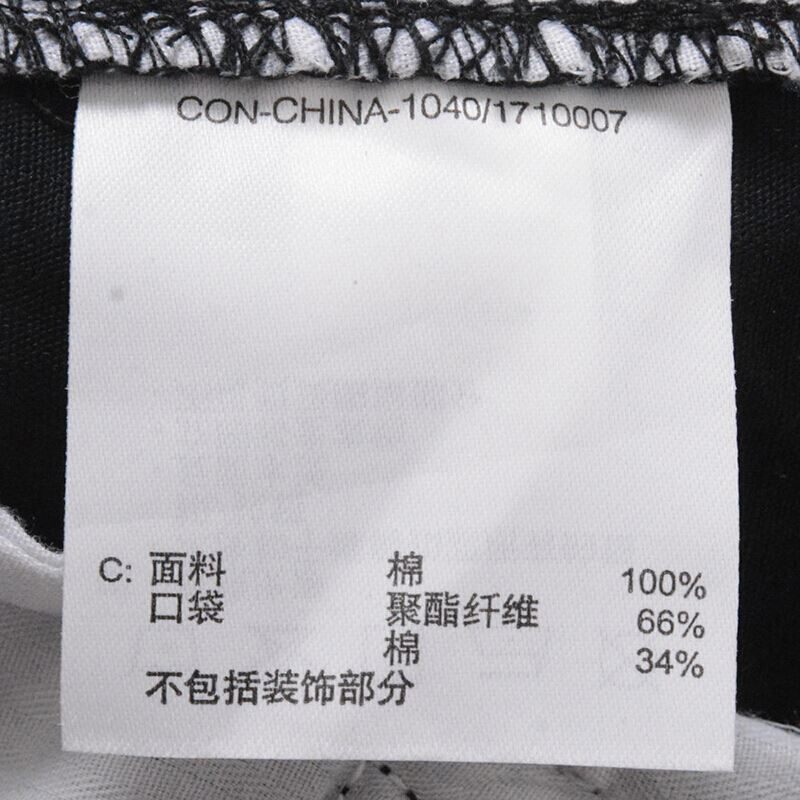 CON-CHINA-1040/1710007
C: 面料 棉 100%
口袋 聚酯纤维 66%
棉 34%
不包括装饰部分